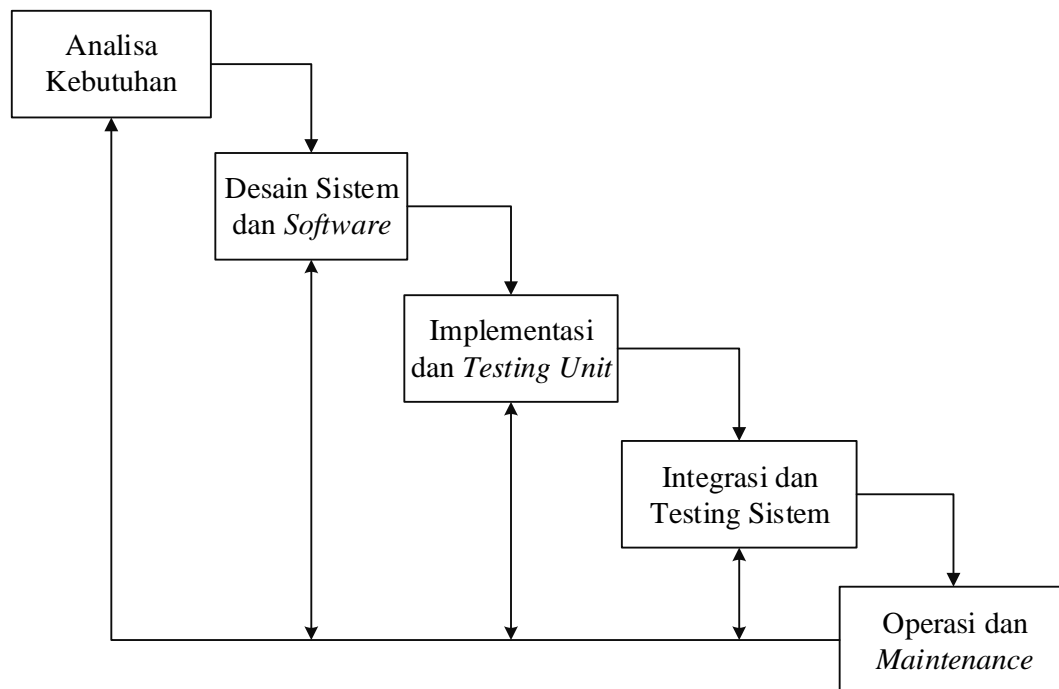 Analisa
Kebutuhan
Desain Sistem
dan Software
Implementasi
dan Testing Unit
Integrasi dan
Testing Sistem
Operasi dan
Maintenance